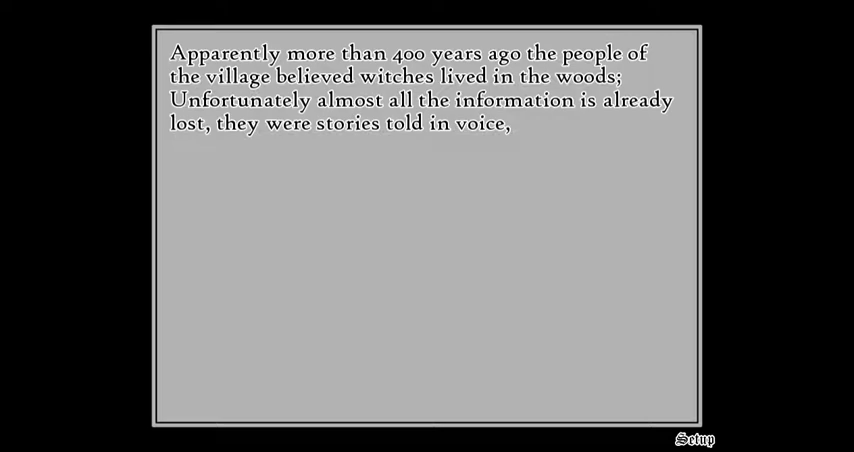 Apparently more than 400 years ago the people of
the village believed witches lived in the woods;
Unfortunately almost all the information is already
lost, they were stories told in voice,
Setup